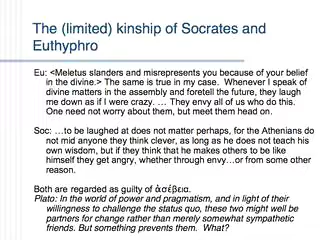 The (limited) kinship of Socrates and
Euthyphro
Eu: <Meletus slanders and misrepresents you because of your belief
in the divine.> The same is true in my case.  Whenever I speak of
divine matters in the assembly and foretell the future, they laugh
me down as if I were crazy. … They envy all of us who do this.
One need not worry about them, but meet them head on.
Soc: …to be laughed at does not matter perhaps, for the Athenians do
not mid anyone they think clever, as long as he does not teach his
own wisdom, but if they think that he makes others to be like
himself they get angry, whether through envy…or from some other
reason.
Both are regarded as guilty of ἀσέβεια.
Plato: In the world of power and pragmatism, and in light of their
willingness to challenge the status quo, these two might well be
partners for change rather than merely somewhat sympathetic
friends. But something prevents them.  What?